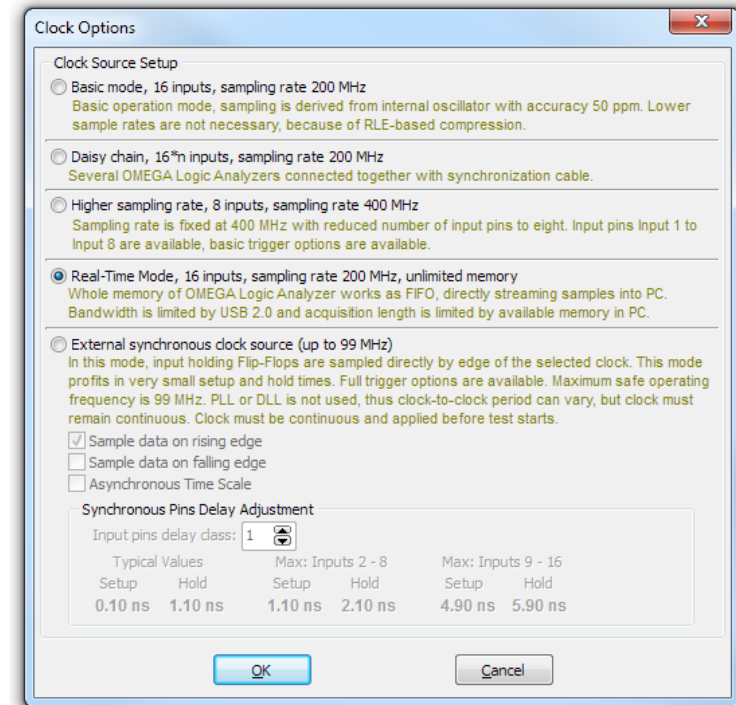 Clock Options
Clock Source Setup
Basic mode, 16 inputs, sampling rate 200 MHz
Basic operation mode, sampling is derived from internal oscillator with accuracy 50 ppm. Lower
sample rates are not necessary, because of RLE-based compression.
Daisy chain, 16*n inputs, sampling rate 200 MHz
Several OMEGA Logic Analyzers connected together with synchronization cable.
Higher sampling rate, 8 inputs, sampling rate 400 MHz
Sampling rate is fixed at 400 MHz with reduced number of input pins to eight. Input pins Input 1 to
Input 8 are available, basic trigger options are available.
Real-Time Mode, 16 inputs, sampling rate 200 MHz, unlimited memory
Whole memory of OMEGA Logic Analyzer works as FIFO, directly streaming samples into PC.
Bandwidth is limited by USB 2.0 and acquisition length is limited by available memory in PC.
External synchronous clock source (up to 99 MHz)
In this mode, input holding Flip-Flops are sampled directly by edge of the selected clock. This mode
profits in very small setup and hold times. Full trigger options are available. Maximum safe operating
frequency is 99 MHz. PLL or DLL is not used, thus clock-to-clock period can vary, but clock must
remain continuous. Clock must be continuous and applied before test starts.
Sample data on rising edge
Sample data on falling edge
Asynchronous Time Scale
Synchronous Pins Delay Adjustment
Input pins delay class: 1
Typical Values Max: Inputs 2 - 8 Max: Inputs 9 - 16
Setup Hold Setup Hold Setup Hold
0.10 ns 1.10 ns 1.10 ns 2.10 ns 4.90 ns 5.90 ns
OK Cancel